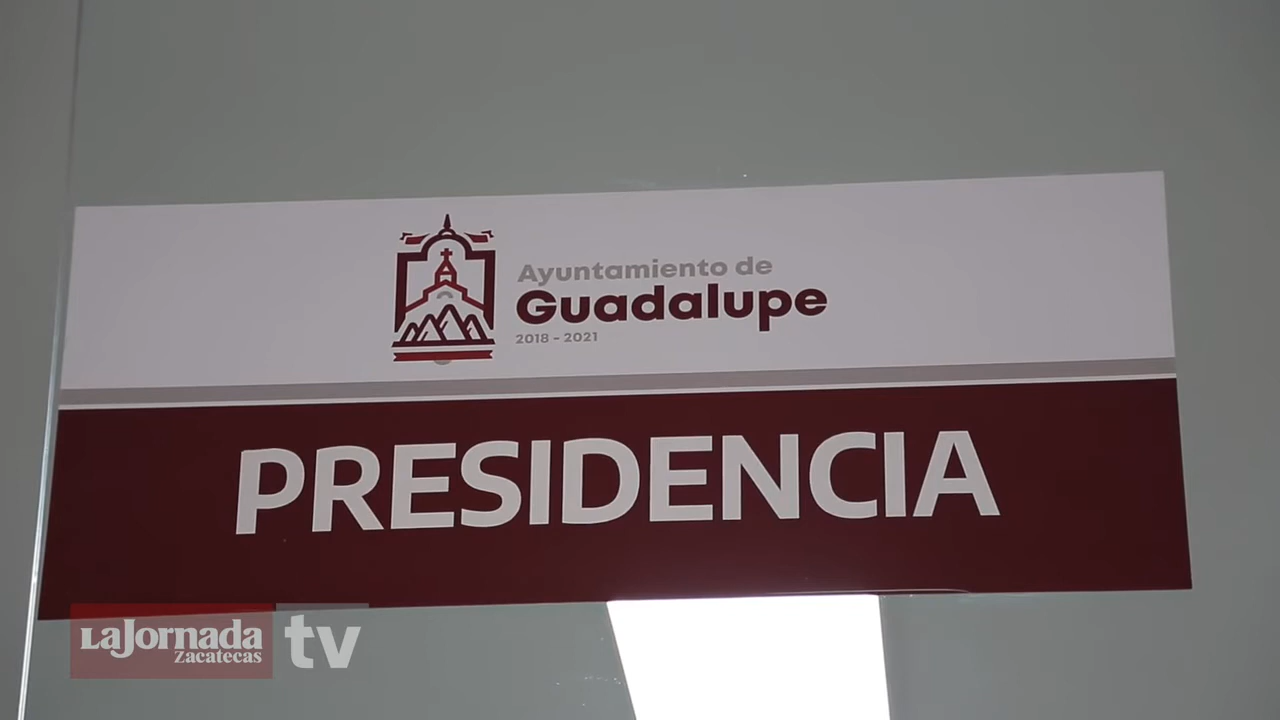 Ayuntamiento de
Guadalupe
2018 - 2021
PRESIDENCIA
LaJornada
Zacatecas
tv